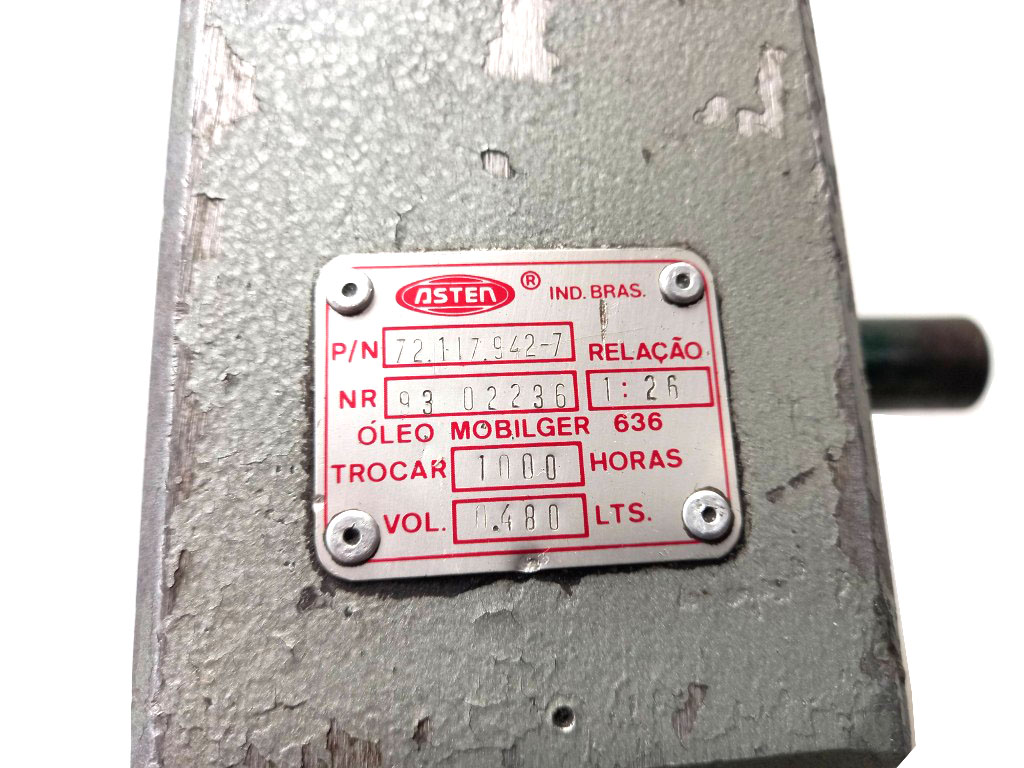 ASTEN ® IND. BRAS.
P/N 72.117.942-7 RELAÇÃO
NR 93 02236 1:26
ÓLEO MOBILGER 636
TROCAR 1000 HORAS
VOL. 0.480 LTS.